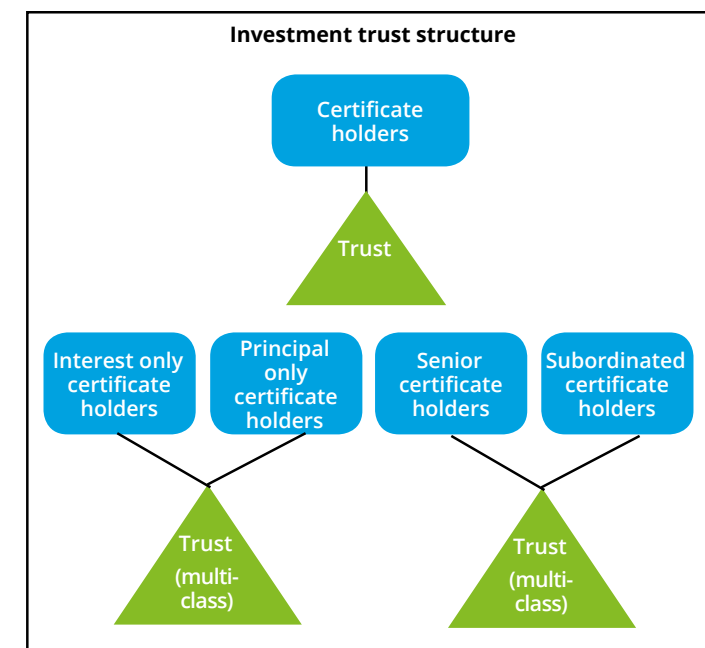 Investment trust structure
Certificate
holders
Trust
Interest only
certificate
holders
Principal
only
certificate
holders
Senior
certificate
holders
Subordinated
certificate
holders
Trust
(multi-
class)
Trust
(multi-
class)